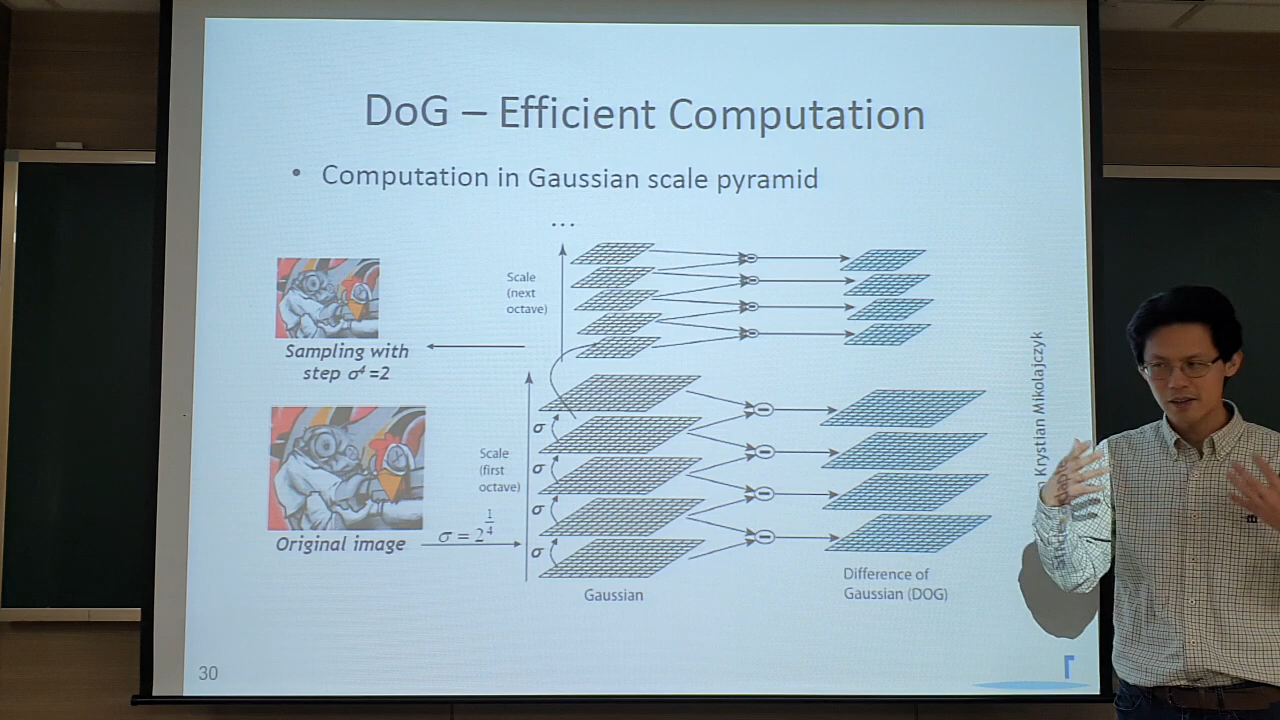 DoG – Efficient Computation
• Computation in Gaussian scale pyramid
...
Scale
(next
octave)
Sampling with
step σ⁴ =2
Scale
(first
octave)
σ
σ
σ
σ
Original image
σ = 2^(1/4)
Gaussian
Difference of
Gaussian (DOG)
Krystian Mikolajczyk
30